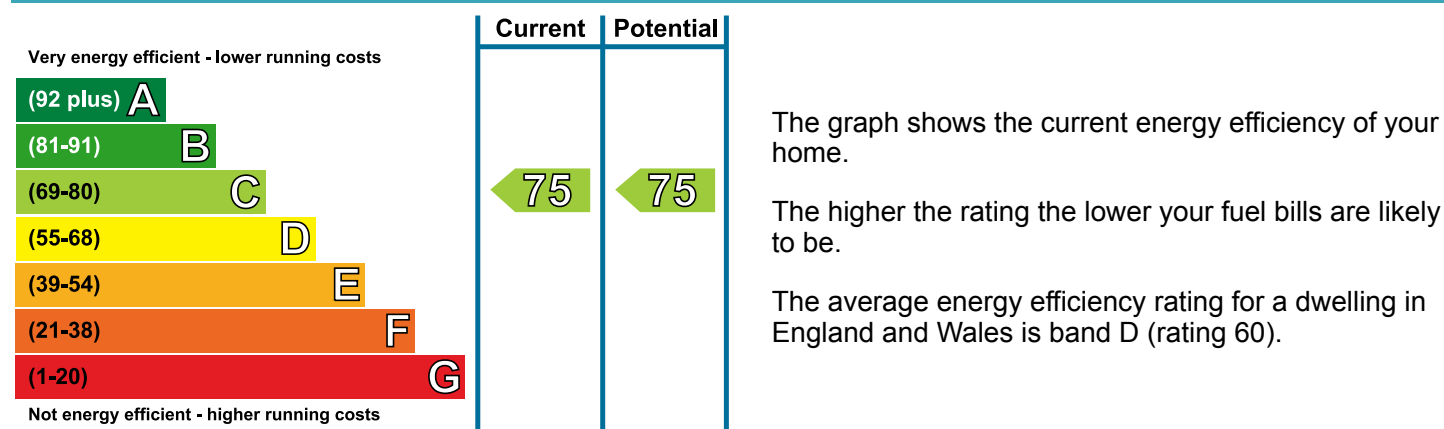 Current Potential
Very energy efficient - lower running costs
(92 plus) A
(81-91) B
(69-80) C 75 75
(55-68) D
(39-54) E
(21-38) F
(1-20) G
Not energy efficient - higher running costs
The graph shows the current energy efficiency of your
home.
The higher the rating the lower your fuel bills are likely
to be.
The average energy efficiency rating for a dwelling in
England and Wales is band D (rating 60).